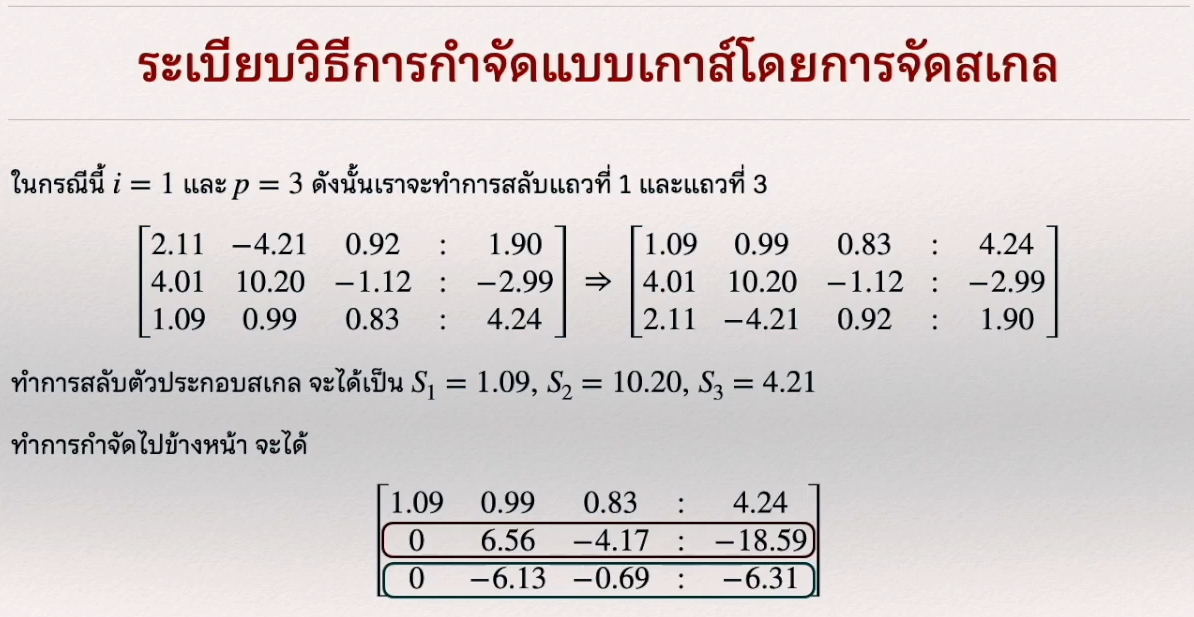 ระเบียบวิธีการกำจัดแบบเกาส์โดยการจัดสเกล
ในกรณีนี้ i = 1 และ p = 3 ดังนั้นเราจะทำการสลับแถวที่ 1 และแถวที่ 3
2.11 −4.21 0.92 : 1.90 1.09 0.99 0.83 : 4.24
4.01 10.20 −1.12 : −2.99 ⇒ 4.01 10.20 −1.12 : −2.99
1.09 0.99 0.83 : 4.24 2.11 −4.21 0.92 : 1.90
ทำการสลับตัวประกอบสเกล จะได้เป็น S₁ = 1.09, S₂ = 10.20, S₃ = 4.21
ทำการกำจัดไปข้างหน้า จะได้
1.09 0.99 0.83 : 4.24
0 6.56 −4.17 : −18.59
0 −6.13 −0.69 : −6.31